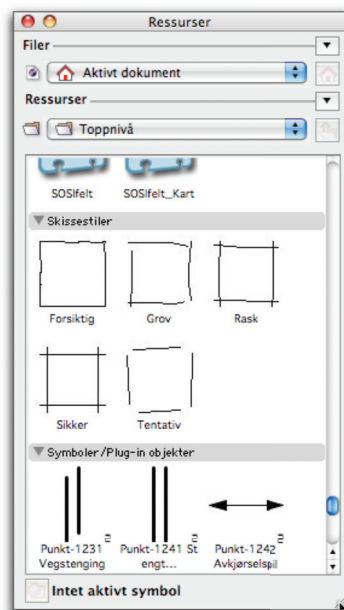 Ressurser
Filer
Aktivt dokument
Ressurser
Toppnivå
SOSIfelt SOSIfelt_Kart
Skissestiler
Forsiktig Grov Rask
Sikker Tentativ
Symboler/Plug-in objekter
Punkt-1231 Punkt-1241 St Punkt-1242
Vegstenging engt... Avkjørselspil
Intet aktivt symbol